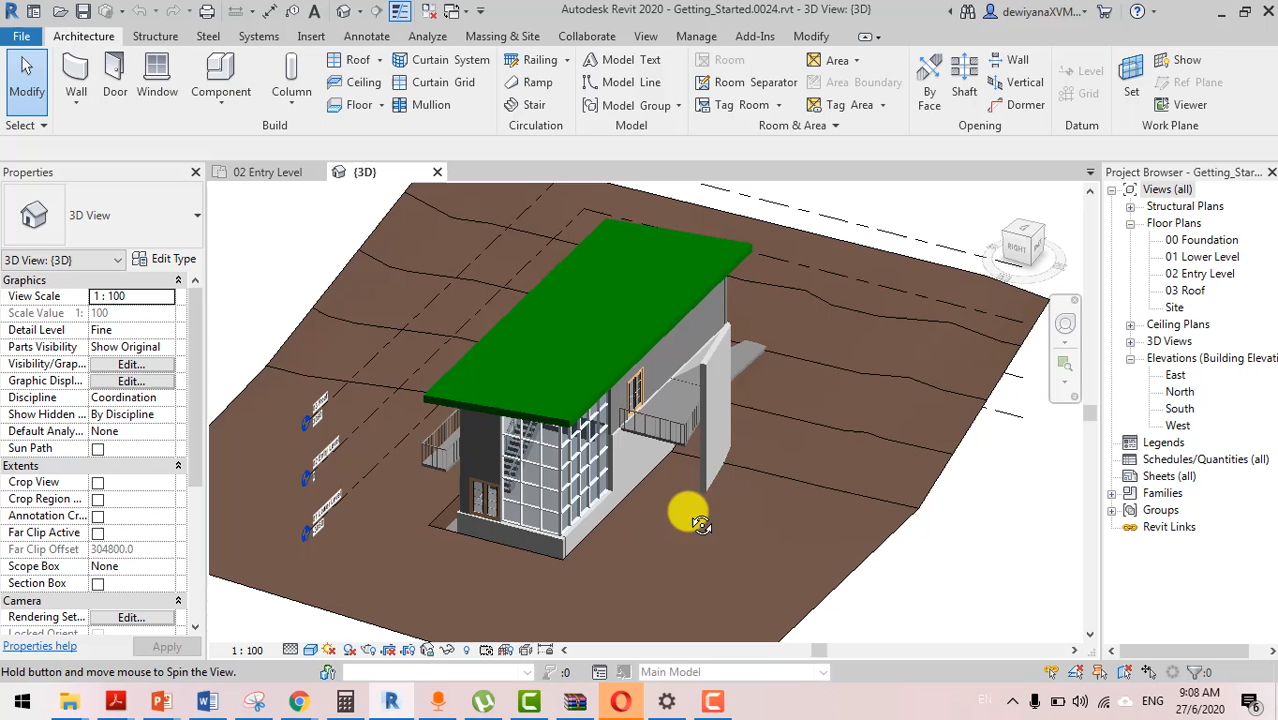 Autodesk Revit 2020 - Getting_Started.0024.rvt - 3D View: {3D}
dewiyanaXVM...
File Architecture Structure Steel Systems Insert Annotate Analyze Massing & Site Collaborate View Manage Add-Ins Modify
Modify
Wall
Door
Window
Component
Column
Roof
Ceiling
Floor
Curtain System
Curtain Grid
Mullion
Railing
Ramp
Stair
Model Text
Model Line
Model Group
Room
Room Separator
Tag Room
Area
Area Boundary
Tag Area
By Face
Shaft
Wall
Vertical
Dormer
Level
Grid
Set
Show
Ref Plane
Viewer
Select Build Circulation Model Room & Area Opening Datum Work Plane
Properties
02 Entry Level
{3D}
Project Browser - Getting_Star...
3D View
3D View: {3D}
Edit Type
Graphics
View Scale 1 : 100
Scale Value 1: 100
Detail Level Fine
Parts Visibility Show Original
Visibility/Grap... Edit...
Graphic Displ... Edit...
Discipline Coordination
Show Hidden ... By Discipline
Default Analy... None
Sun Path
Extents
Crop View
Crop Region ...
Annotation Cr...
Far Clip Active
Far Clip Offset 304800.0
Scope Box None
Section Box
Camera
Rendering Set... Edit...
Locked Orient
Properties help
Apply
RIGHT
Views (all)
Structural Plans
Floor Plans
00 Foundation
01 Lower Level
02 Entry Level
03 Roof
Site
Ceiling Plans
3D Views
Elevations (Building Elevati
East
North
South
West
Legends
Schedules/Quantities (all)
Sheets (all)
Families
Groups
Revit Links
1 : 100
Hold button and move mouse to Spin the View.
:0
Main Model
:0
EN
ENG
9:08 AM
27/6/2020
6